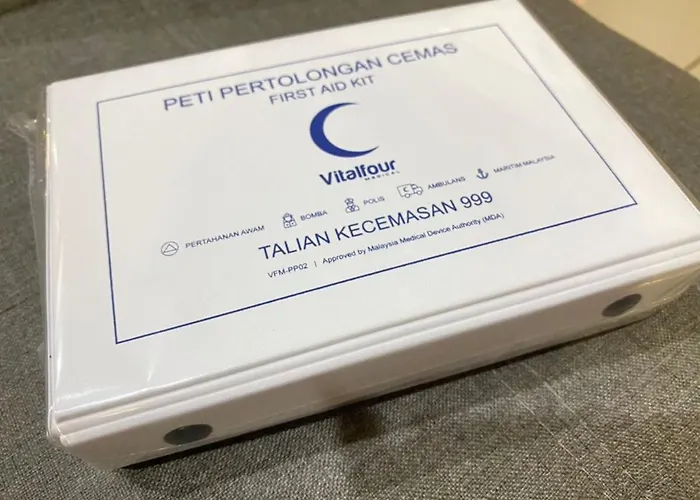 PETI PERTOLONGAN CEMAS
FIRST AID KIT
Vitalfour
MEDICAL
PERTAHANAN AWAM BOMBA POLIS AMBULANS MARITIM MALAYSIA
TALIAN KECEMASAN 999
VFM-PP02 | Approved by Malaysia Medical Device Authority (MDA)